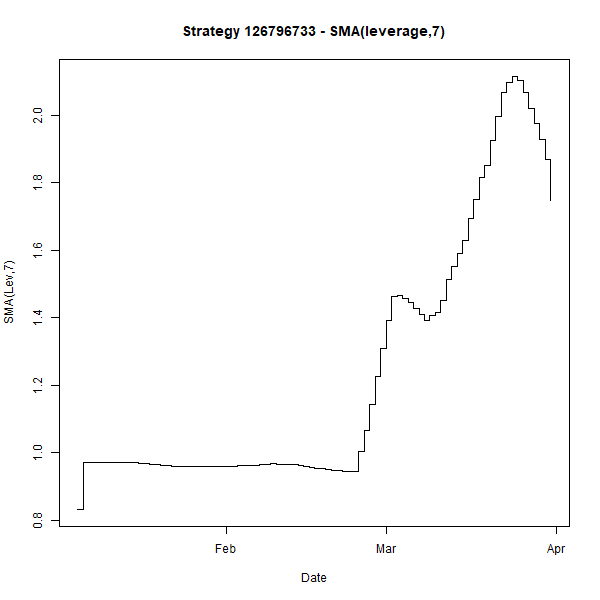 Strategy 126796733 - SMA(leverage,7)
SMA(Lev,7)
2.0
1.8
1.6
1.4
1.2
1.0
0.8
Feb
Mar
Apr
Date